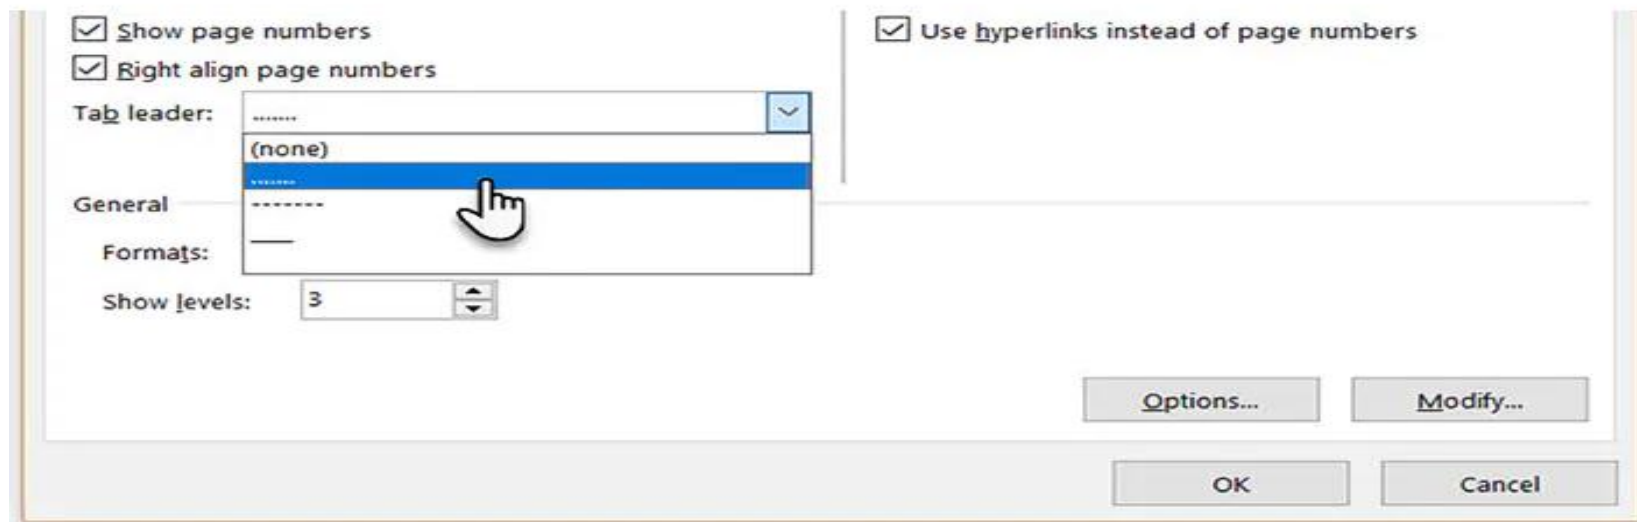 Show page numbers
Use hyperlinks instead of page numbers
Right align page numbers
Tab leader: .......
(none)
.......
-------
___
General
Formats:
Show levels: 3
Options...
Modify...
OK
Cancel